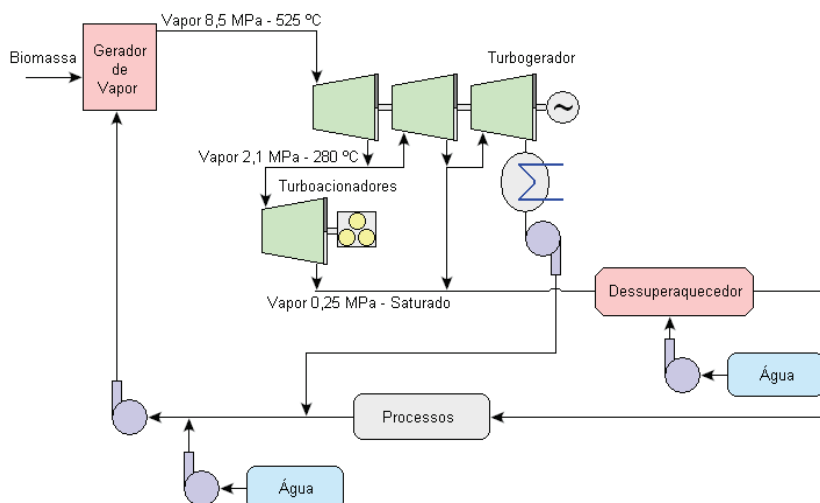 Vapor 8,5 MPa - 525 ºC
Biomassa
Gerador
de
Vapor
Turbogerador
~
Vapor 2,1 MPa - 280 ºC
Turboacionadores
Vapor 0,25 MPa - Saturado
Dessuperaquecedor
Água
Processos
Água